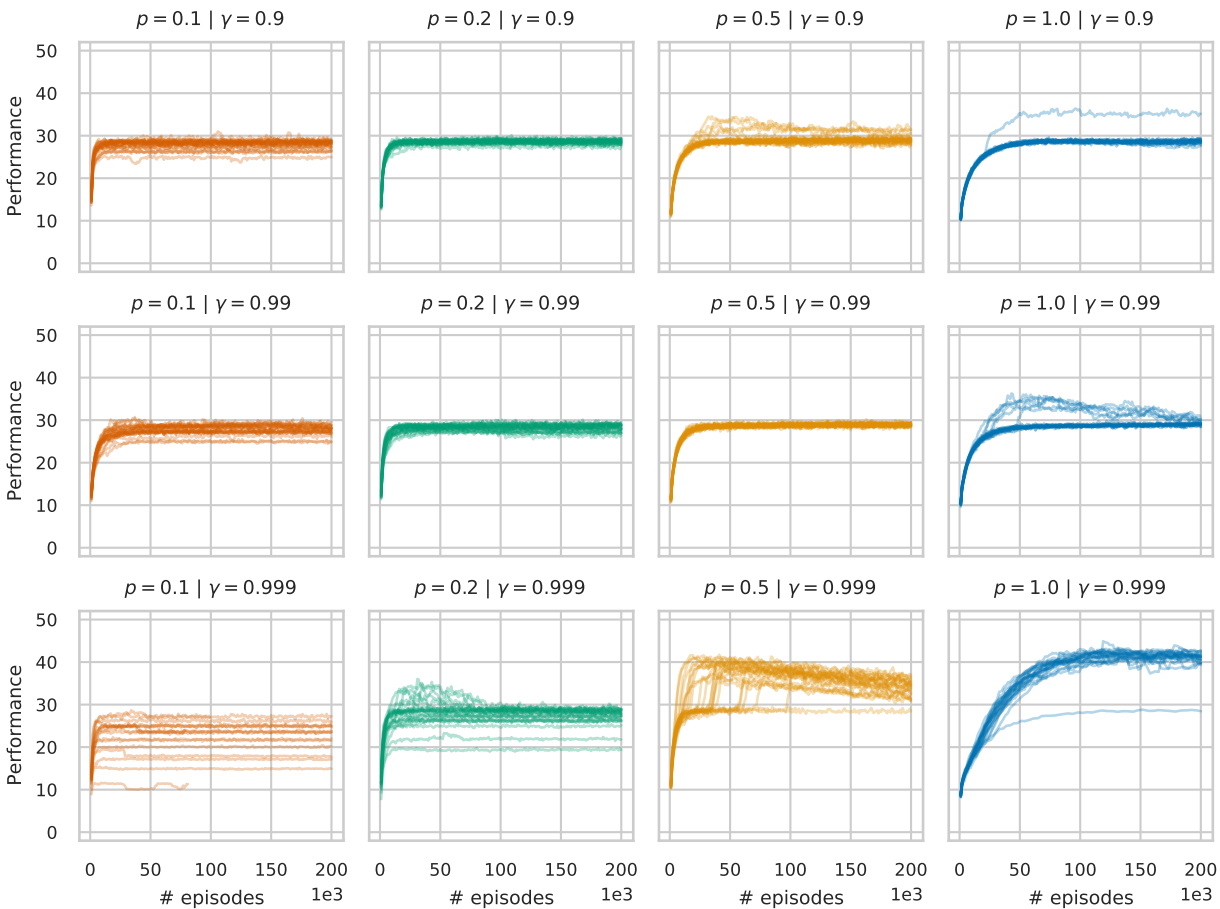 p = 0.1 | γ = 0.9
p = 0.2 | γ = 0.9
p = 0.5 | γ = 0.9
p = 1.0 | γ = 0.9
Performance
50
40
30
20
10
0
p = 0.1 | γ = 0.99
p = 0.2 | γ = 0.99
p = 0.5 | γ = 0.99
p = 1.0 | γ = 0.99
Performance
50
40
30
20
10
0
p = 0.1 | γ = 0.999
p = 0.2 | γ = 0.999
p = 0.5 | γ = 0.999
p = 1.0 | γ = 0.999
Performance
50
40
30
20
10
0
0 50 100 150 200
1e3
# episodes
0 50 100 150 200
1e3
# episodes
0 50 100 150 200
1e3
# episodes
0 50 100 150 200
1e3
# episodes